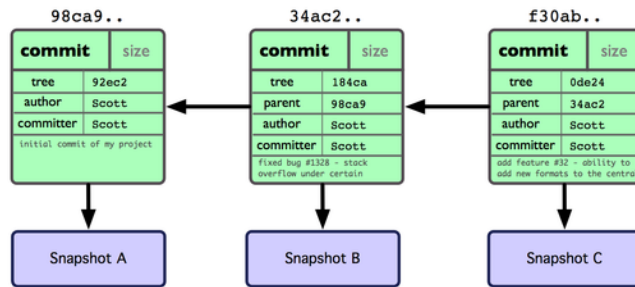 98ca9..
commit size
tree 92ec2
author Scott
committer Scott
initial commit of my project
Snapshot A
34ac2..
commit size
tree 184ca
parent 98ca9
author Scott
committer Scott
fixed bug #1328 - stack
overflow under certain
Snapshot B
f30ab..
commit size
tree 0de24
parent 34ac2
author Scott
committer Scott
add feature #32 - ability to
add new formats to the centra
Snapshot C